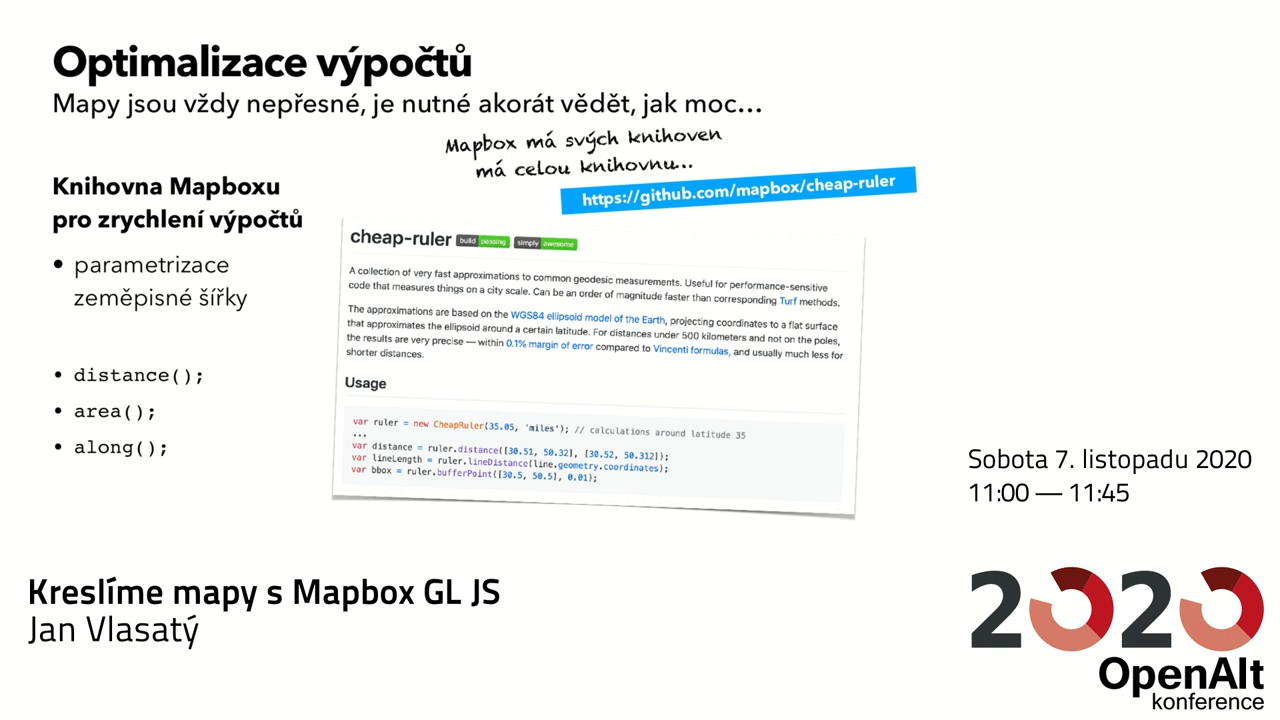 Optimalizace výpočtů
Mapy jsou vždy nepřesné, je nutné akorát vědět, jak moc…
Mapbox má svých knihoven
má celou knihovnu...
https://github.com/mapbox/cheap-ruler
Knihovna Mapboxu
pro zrychlení výpočtů
• parametrizace
zeměpisné šířky
• distance();
• area();
• along();
cheap-ruler build passing simply awesome
A collection of very fast approximations to common geodesic measurements. Useful for performance-sensitive
code that measures things on a city scale. Can be an order of magnitude faster than corresponding Turf methods.
The approximations are based on the WGS84 ellipsoid model of the Earth, projecting coordinates to a flat surface
that approximates the ellipsoid around a certain latitude. For distances under 500 kilometers and not on the poles,
the results are very precise — within 0.1% margin of error compared to Vincenti formulas, and usually much less for
shorter distances.
Usage
var ruler = new CheapRuler(35.05, 'miles'); // calculations around latitude 35
...
var distance = ruler.distance([30.51, 50.32], [30.52, 50.312]);
var lineLength = ruler.lineDistance(line.geometry.coordinates);
var bbox = ruler.bufferPoint([30.5, 50.5], 0.01);
Sobota 7. listopadu 2020
11:00 — 11:45
Kreslíme mapy s Mapbox GL JS
Jan Vlasatý
2020
OpenAlt
konference